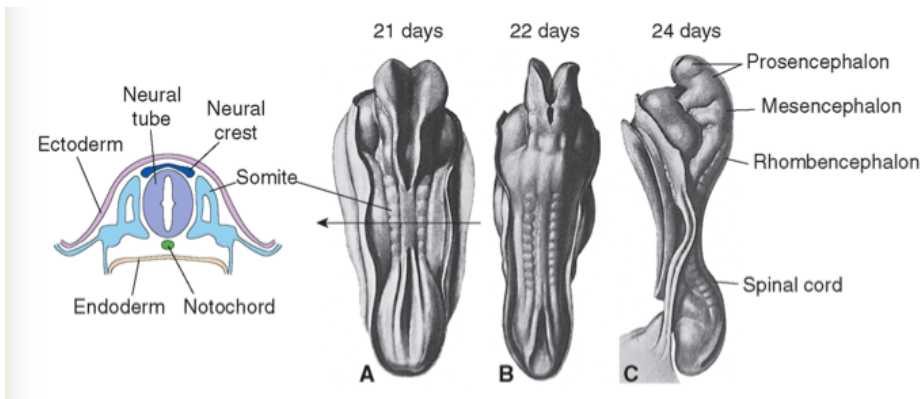 21 days
22 days
24 days
Neural
tube
Neural
crest
Ectoderm
Somite
Endoderm
Notochord
Prosencephalon
Mesencephalon
Rhombencephalon
Spinal cord
A
B
C